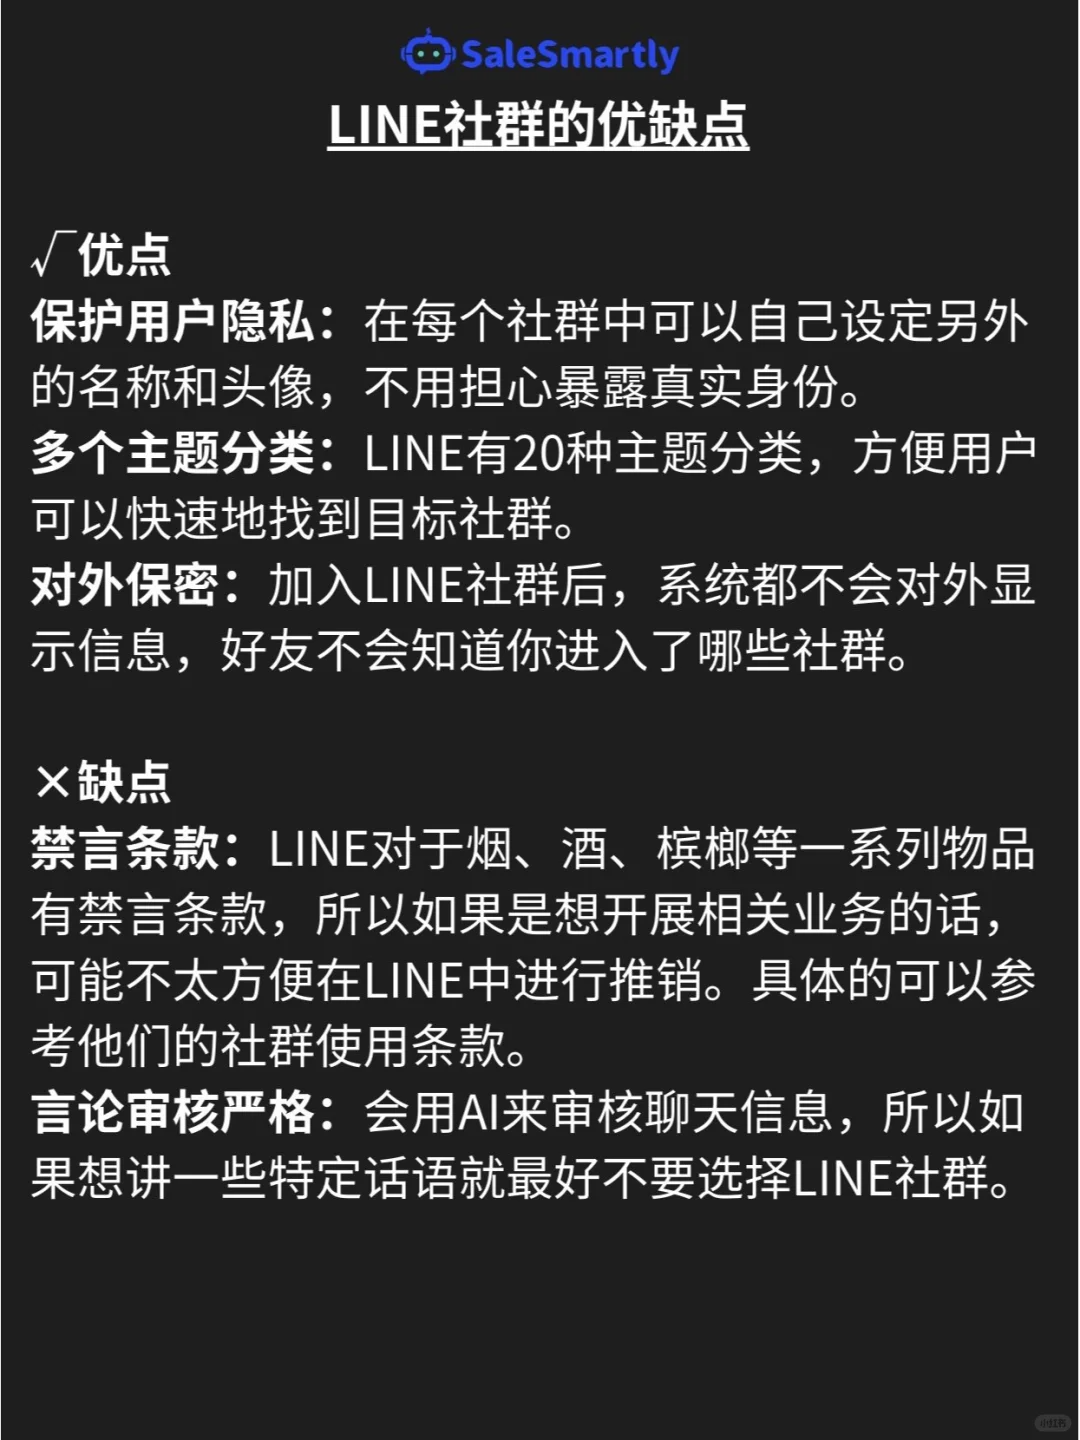 SaleSmartly
LINE社群的优缺点
√优点
保护用户隐私：在每个社群中可以自己设定另外
的名称和头像，不用担心暴露真实身份。
多个主题分类：LINE有20种主题分类，方便用户
可以快速地找到目标社群。
对外保密：加入LINE社群后，系统都不会对外显
示信息，好友不会知道你进入了哪些社群。
×缺点
禁言条款：LINE对于烟、酒、槟榔等一系列物品
有禁言条款，所以如果是想开展相关业务的话，
可能不太方便在LINE中进行推销。具体的可以参
考他们的社群使用条款。
言论审核严格：会用AI来审核聊天信息，所以如
果想讲一些特定话语就最好不要选择LINE社群。